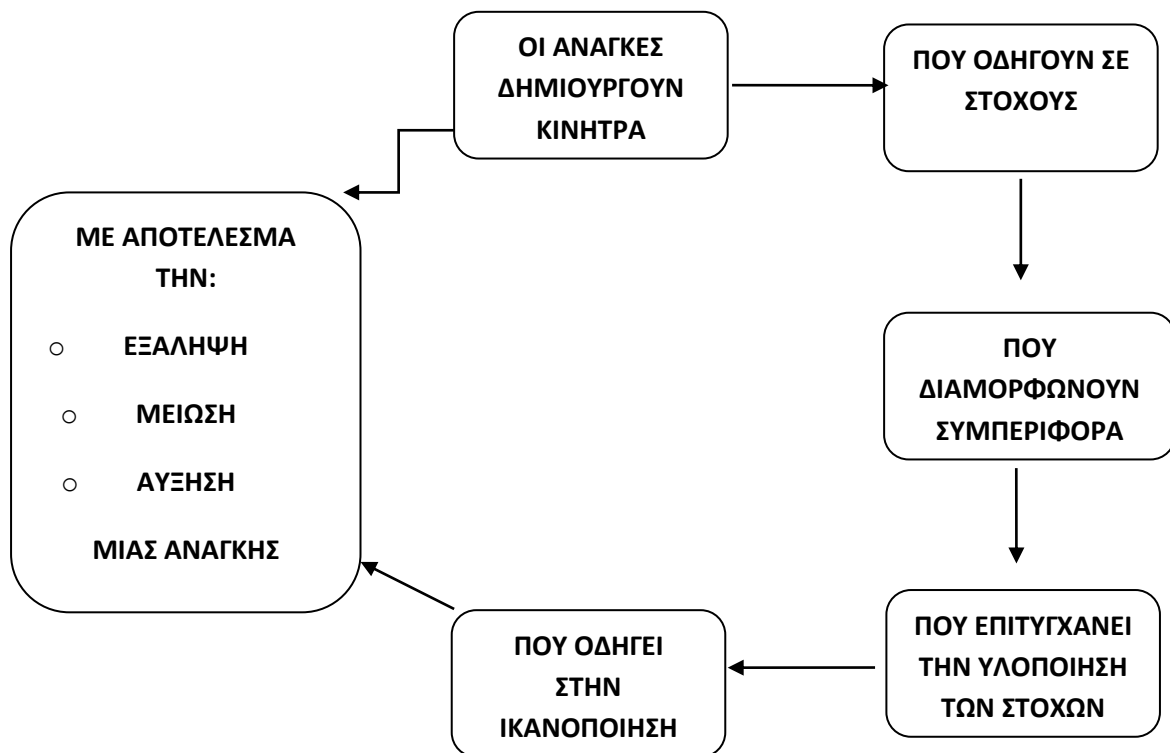 ΟΙ ΑΝΑΓΚΕΣ
ΔΗΜΙΟΥΡΓΟΥΝ
ΚΙΝΗΤΡΑ
ΠΟΥ ΟΔΗΓΟΥΝ ΣΕ
ΣΤΟΧΟΥΣ
ΠΟΥ
ΔΙΑΜΟΡΦΩΝΟΥΝ
ΣΥΜΠΕΡΙΦΟΡΑ
ΠΟΥ ΕΠΙΤΥΓΧΑΝΕΙ
ΤΗΝ ΥΛΟΠΟΙΗΣΗ
ΤΩΝ ΣΤΟΧΩΝ
ΠΟΥ ΟΔΗΓΕΙ
ΣΤΗΝ
ΙΚΑΝΟΠΟΙΗΣΗ
ΜΕ ΑΠΟΤΕΛΕΣΜΑ
ΤΗΝ:
ΕΞΑΛΗΨΗ
ΜΕΙΩΣΗ
ΑΥΞΗΣΗ
ΜΙΑΣ ΑΝΑΓΚΗΣ